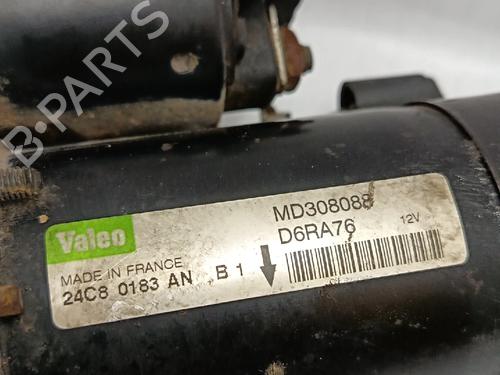 B-PARTS
Valeo
MD308088
D6RA76
12V
MADE IN FRANCE
24C8 0183 AN B 1